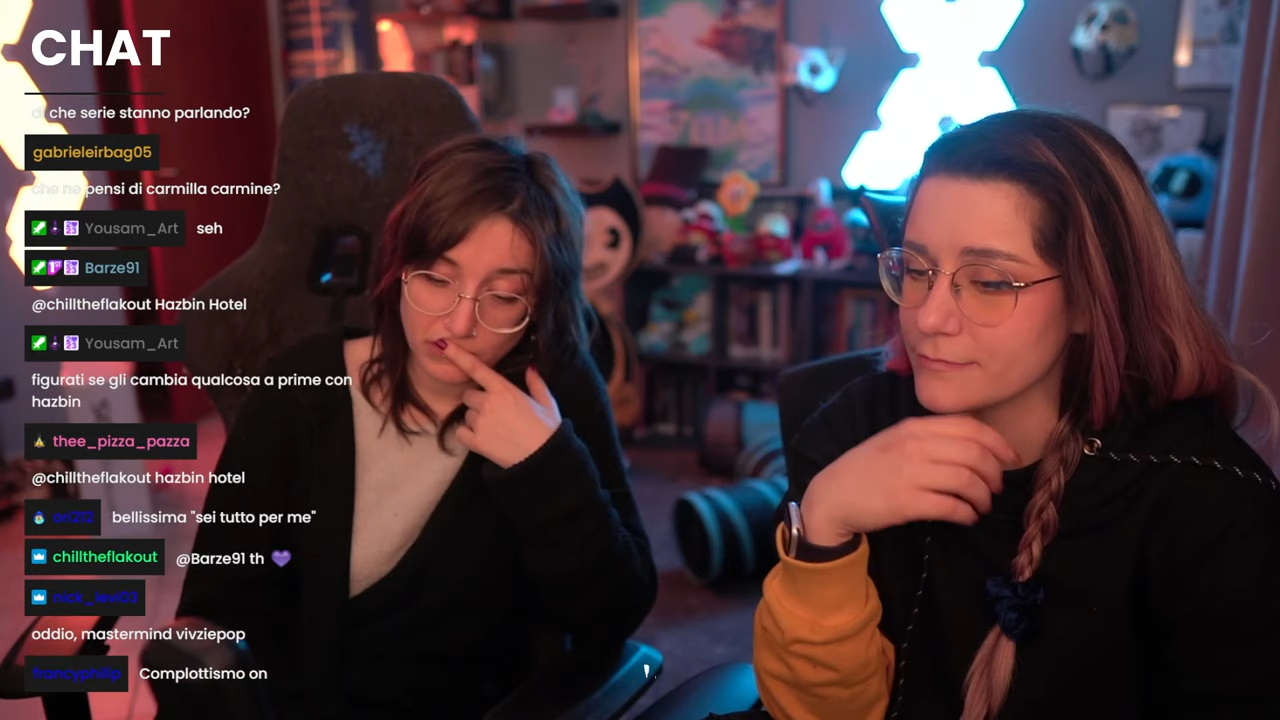 CHAT
di che serie stanno parlando?
gabrieleirbag05
che ne pensi di carmilla carmine?
Yousam_Art seh
Barze91
@chilltheflakout Hazbin Hotel
Yousam_Art
figurati se gli cambia qualcosa a prime con
hazbin
thee_pizza_pazza
@chilltheflakout hazbin hotel
ori212 bellissima "sei tutto per me"
chilltheflakout @Barze91 th 💜
nick_levi03
oddio, mastermind vivziepop
francyphilip Complottismo on